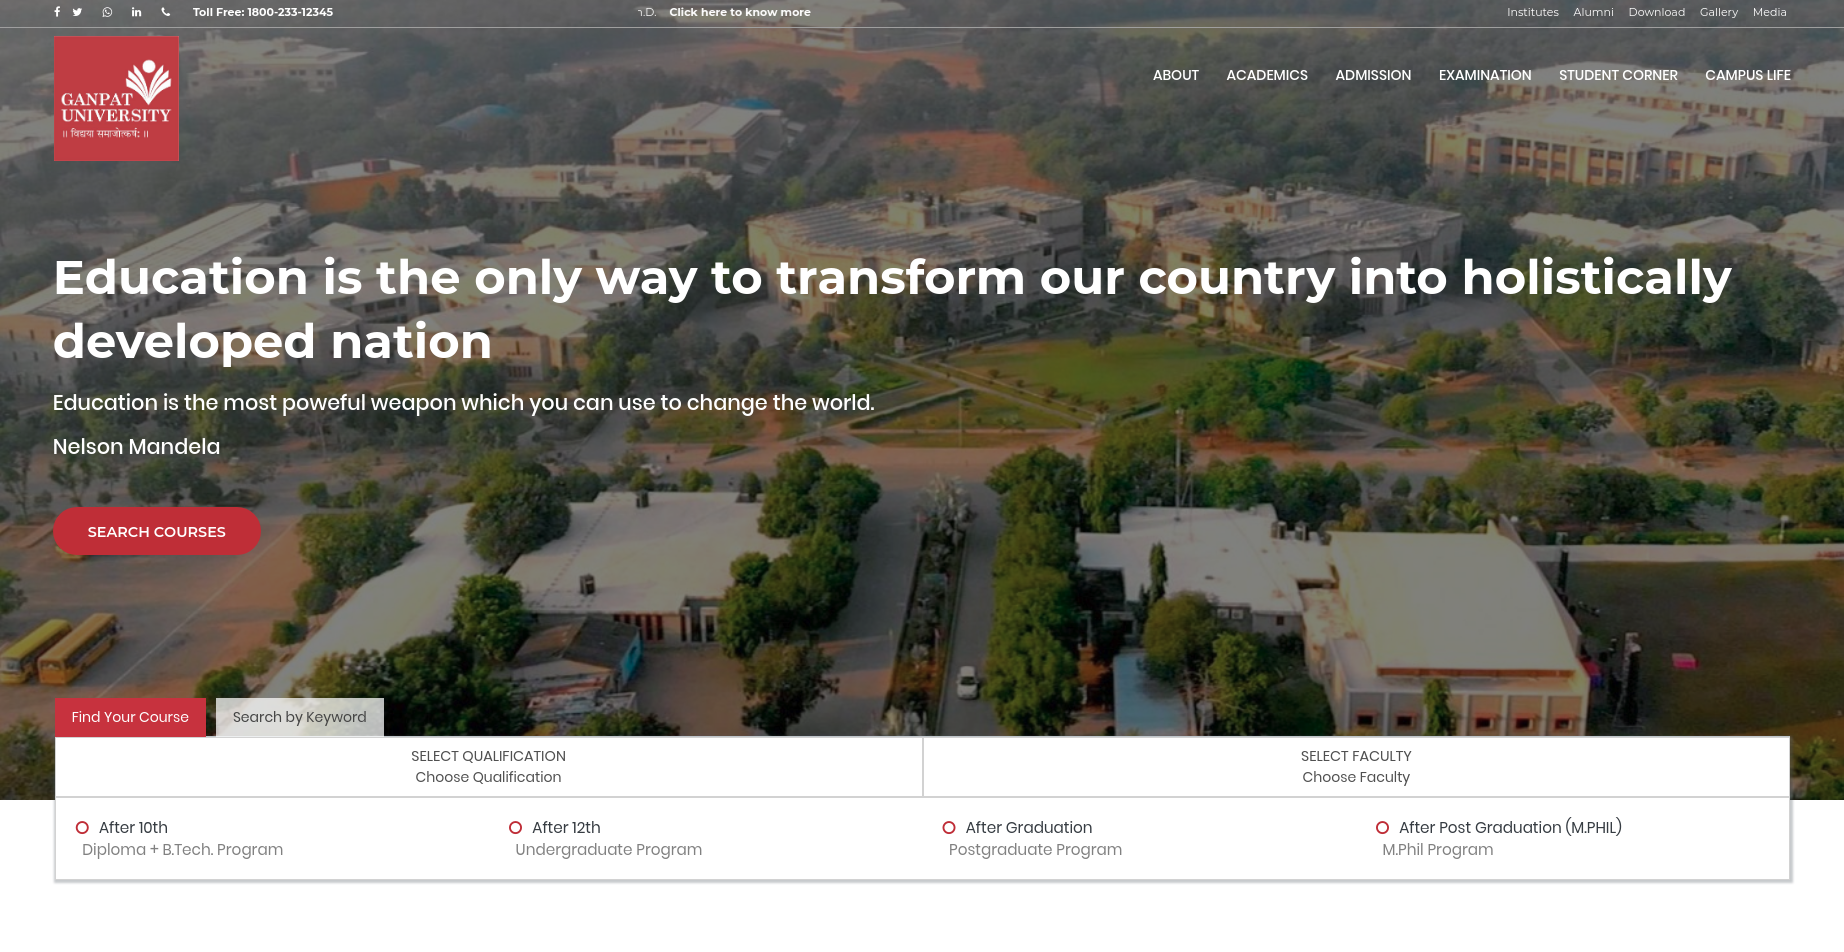 Toll Free: 1800-233-12345
Click here to know more
Institutes Alumni Download Gallery Media
GANPAT
UNIVERSITY
॥ विद्यया समाजोत्कर्ष: ॥
ABOUT ACADEMICS ADMISSION EXAMINATION STUDENT CORNER CAMPUS LIFE
Education is the only way to transform our country into holistically
developed nation
Education is the most poweful weapon which you can use to change the world.
Nelson Mandela
SEARCH COURSES
Find Your Course Search by Keyword
SELECT QUALIFICATION SELECT FACULTY
Choose Qualification Choose Faculty
After 10th After 12th After Graduation After Post Graduation (M.PHIL)
Diploma + B.Tech. Program Undergraduate Program Postgraduate Program M.Phil Program